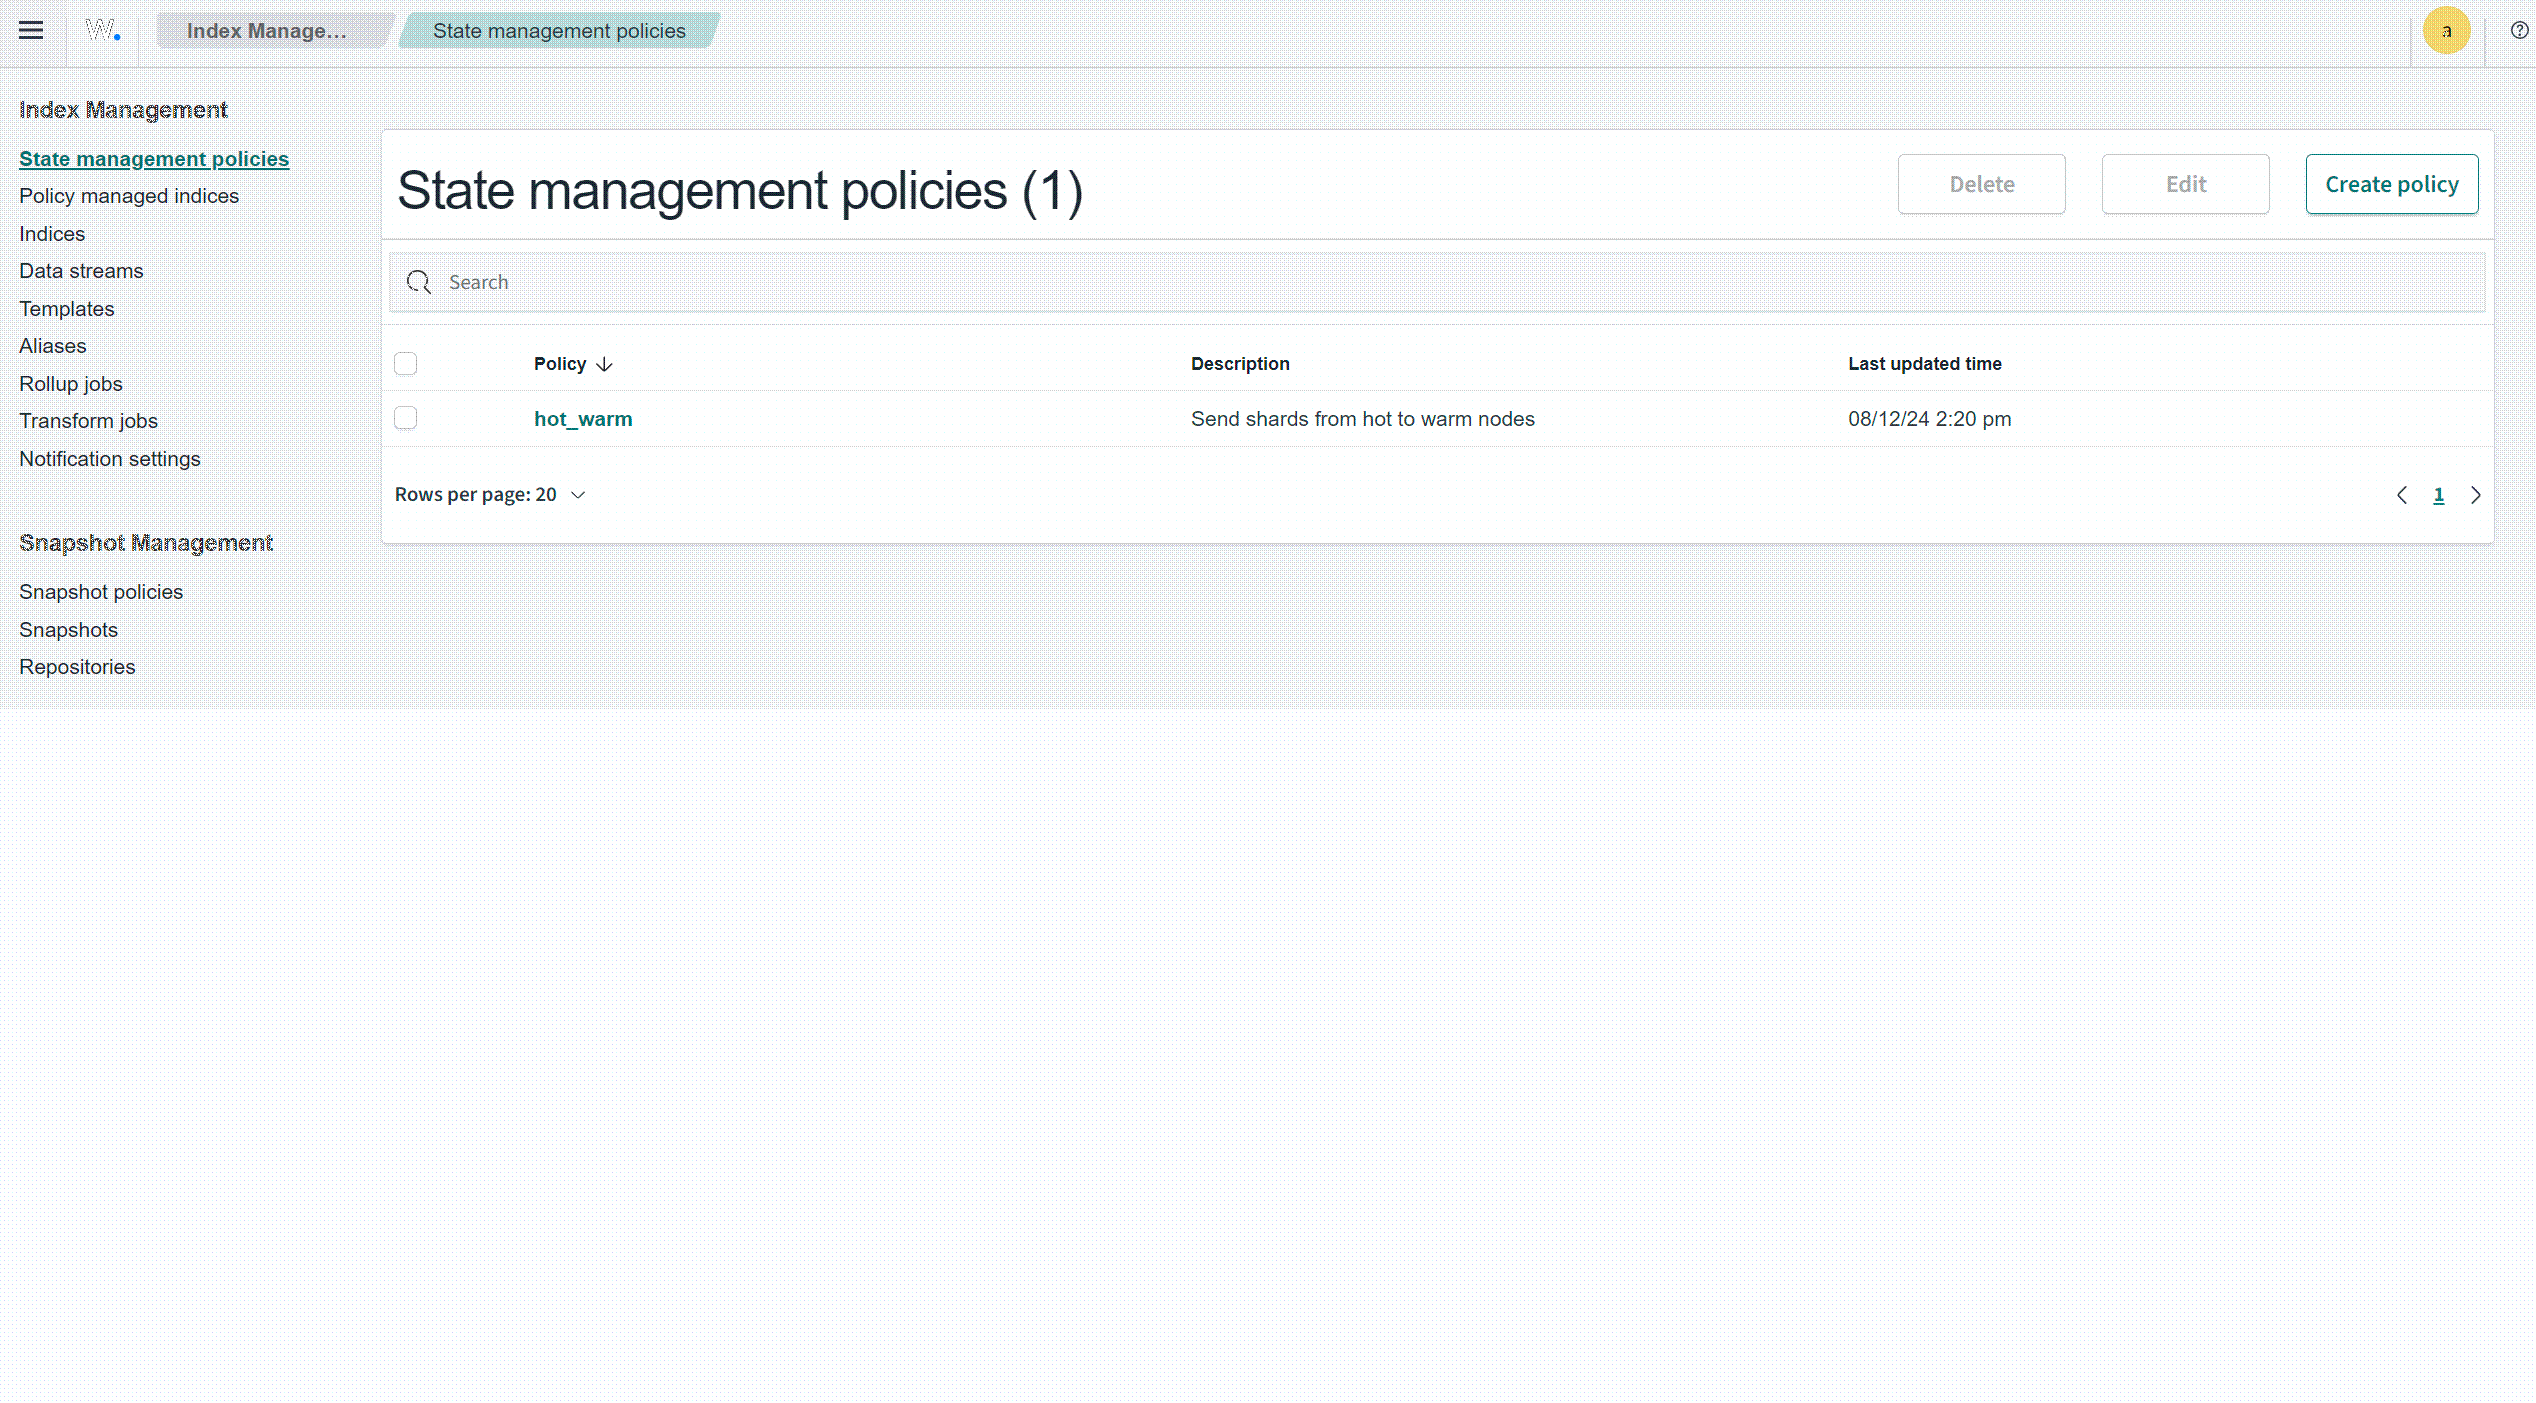 W.
Index Manage...
State management policies
a
Index Management
State management policies
Policy managed indices
Indices
Data streams
Templates
Aliases
Rollup jobs
Transform jobs
Notification settings
Snapshot Management
Snapshot policies
Snapshots
Repositories
State management policies (1)
Delete
Edit
Create policy
Search
Policy
Description
Last updated time
hot_warm
Send shards from hot to warm nodes
08/12/24 2:20 pm
Rows per page: 20
1